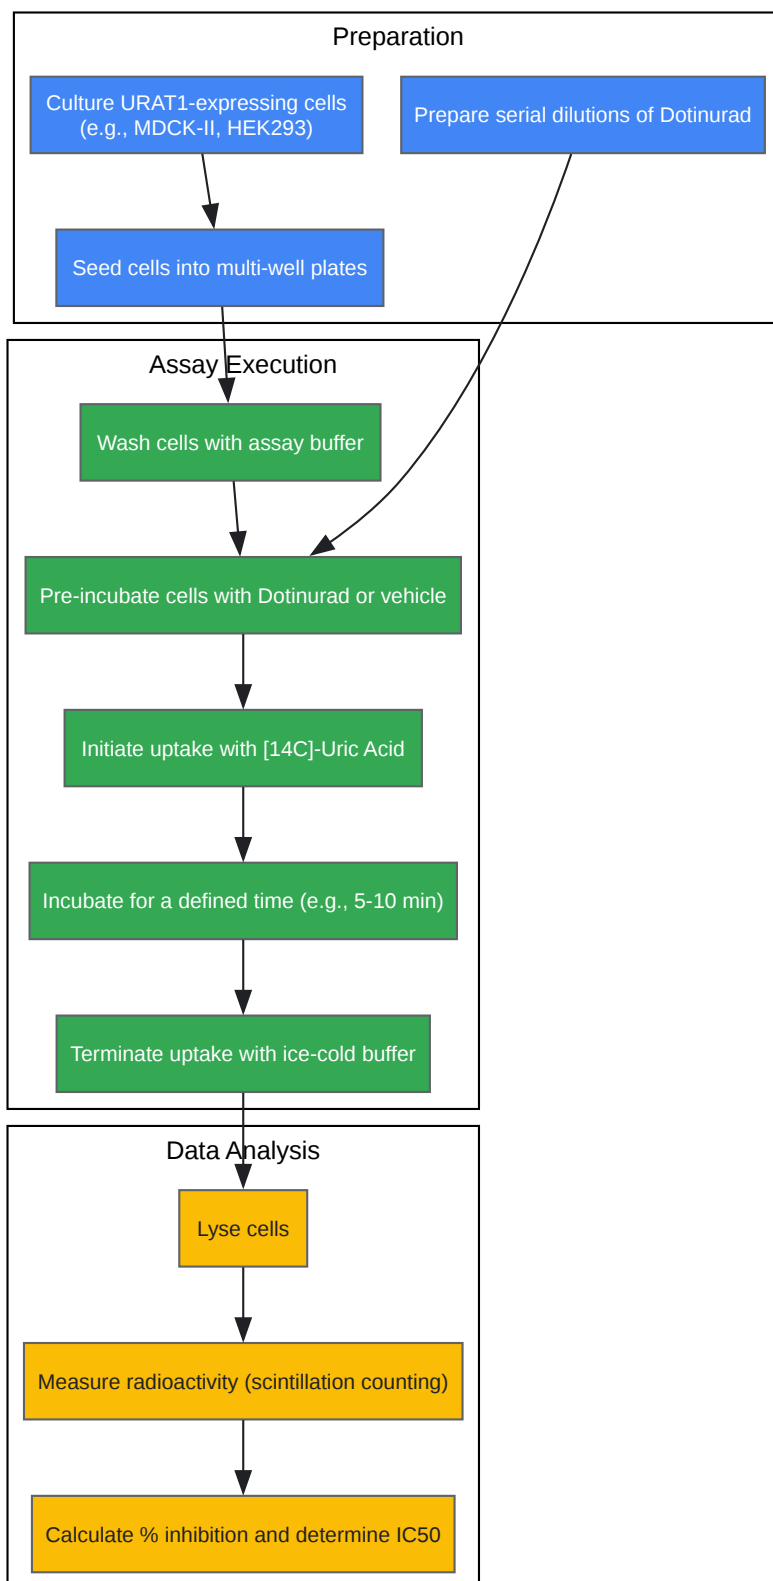 Preparation
Culture URAT1-expressing cells
(e.g., MDCK-II, HEK293)
Prepare serial dilutions of Dotinurad
Seed cells into multi-well plates
Assay Execution
Wash cells with assay buffer
Pre-incubate cells with Dotinurad or vehicle
Initiate uptake with [14C]-Uric Acid
Incubate for a defined time (e.g., 5-10 min)
Terminate uptake with ice-cold buffer
Data Analysis
Lyse cells
Measure radioactivity (scintillation counting)
Calculate % inhibition and determine IC50